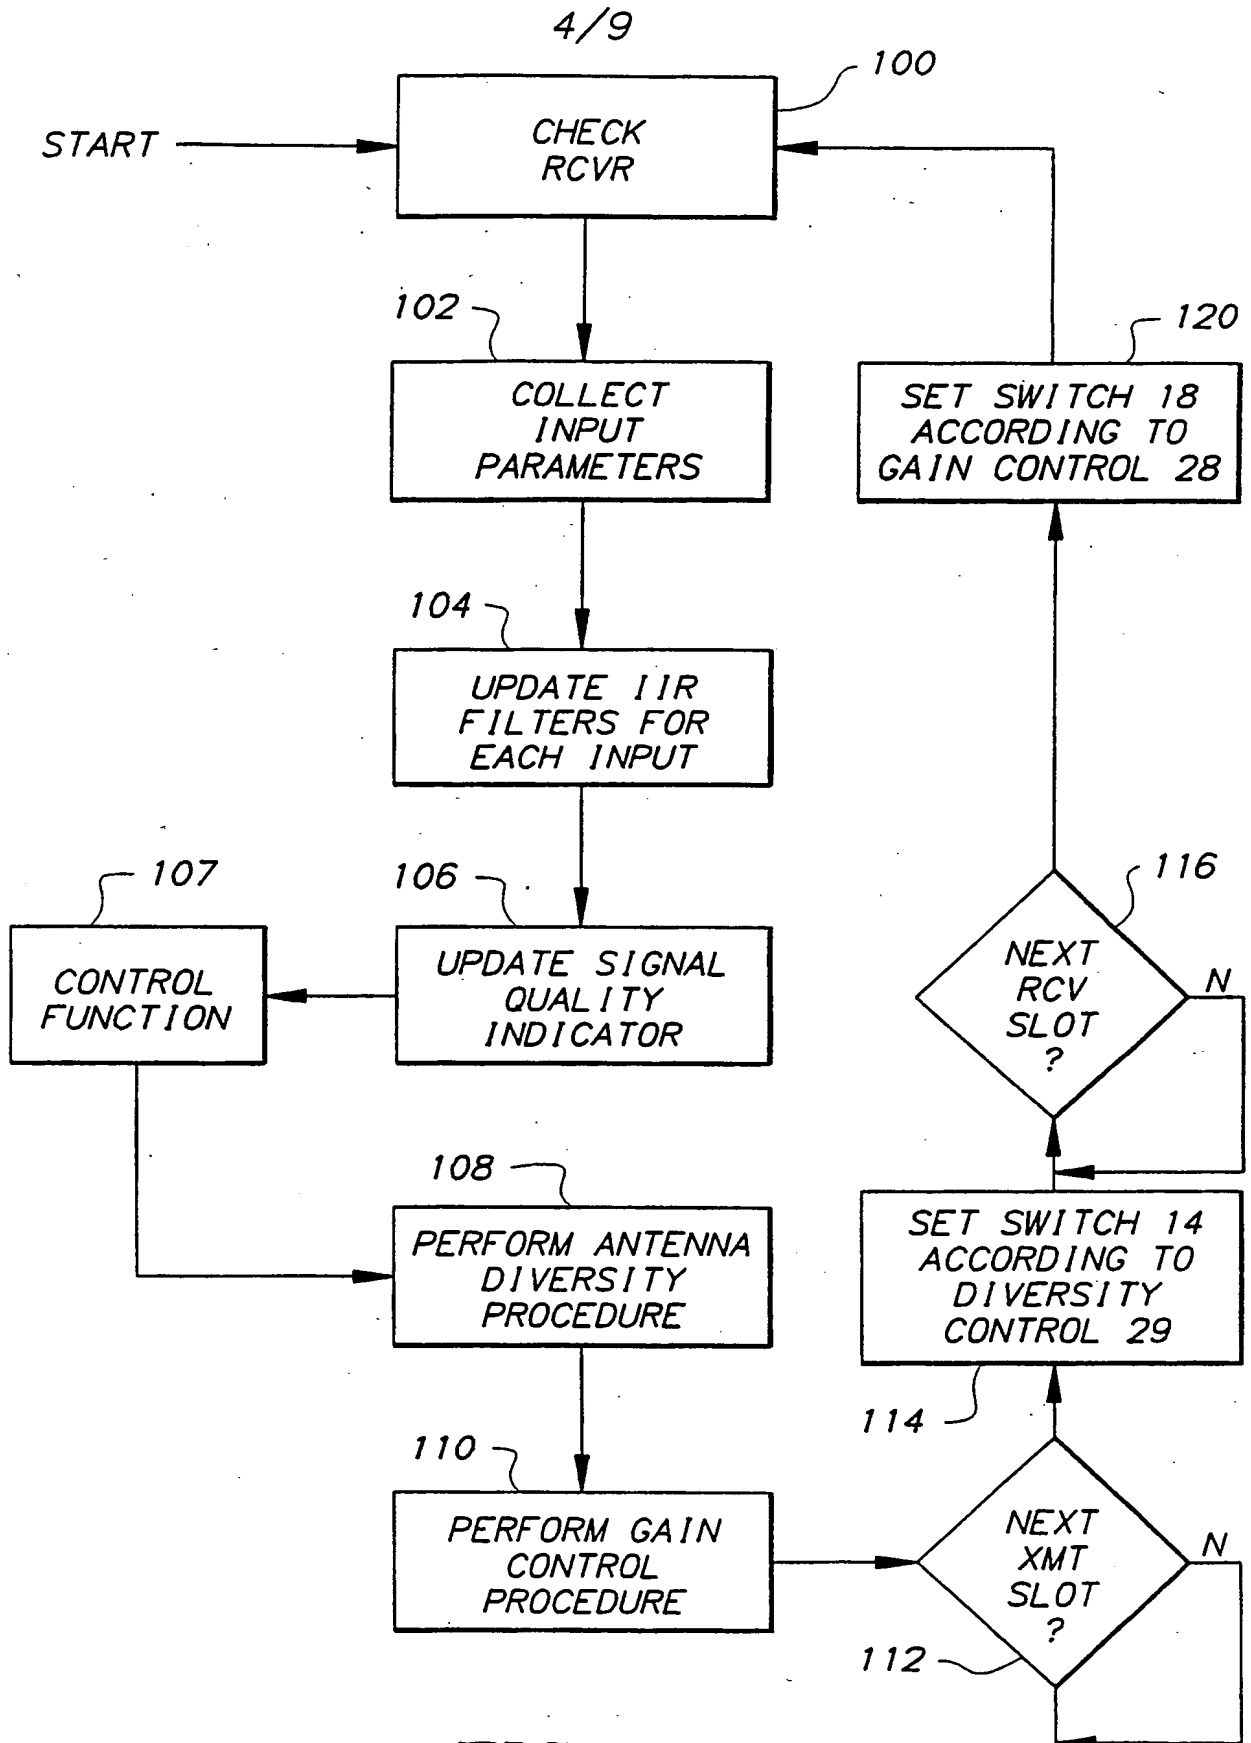 4/9
100
START
CHECK
RCVR
102
COLLECT
INPUT
PARAMETERS
120
SET SWITCH 18
ACCORDING TO
GAIN CONTROL 28
104
UPDATE IIR
FILTERS FOR
EACH INPUT
107
CONTROL
FUNCTION
106
UPDATE SIGNAL
QUALITY
INDICATOR
116
NEXT
RCV
SLOT
?
N
108
PERFORM ANTENNA
DIVERSITY
PROCEDURE
SET SWITCH 14
ACCORDING TO
DIVERSITY
CONTROL 29
114
110
PERFORM GAIN
CONTROL
PROCEDURE
NEXT
XMT
SLOT
?
N
112